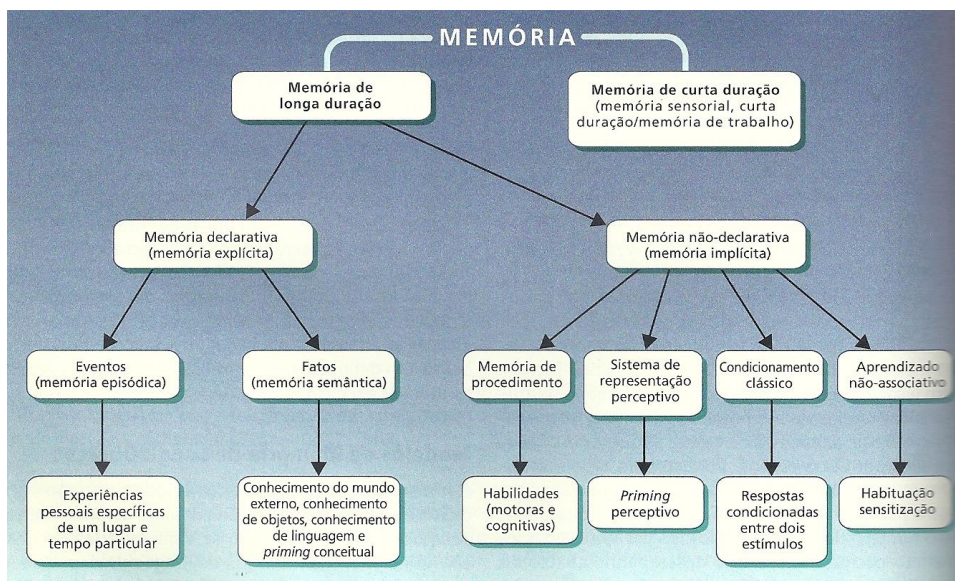 MEMÓRIA
Memória de
longa duração
Memória de curta duração
(memória sensorial, curta
duração/memória de trabalho)
Memória declarativa
(memória explícita)
Memória não-declarativa
(memória implícita)
Eventos
(memória episódica)
Fatos
(memória semântica)
Memória de
procedimento
Sistema de
representação
perceptivo
Condicionamento
clássico
Aprendizado
não-associativo
Experiências
pessoais específicas
de um lugar e
tempo particular
Conhecimento do mundo
externo, conhecimento
de objetos, conhecimento
de linguagem e
priming conceitual
Habilidades
(motoras e
cognitivas)
Priming
perceptivo
Respostas
condicionadas
entre dois
estímulos
Habituação
sensitização